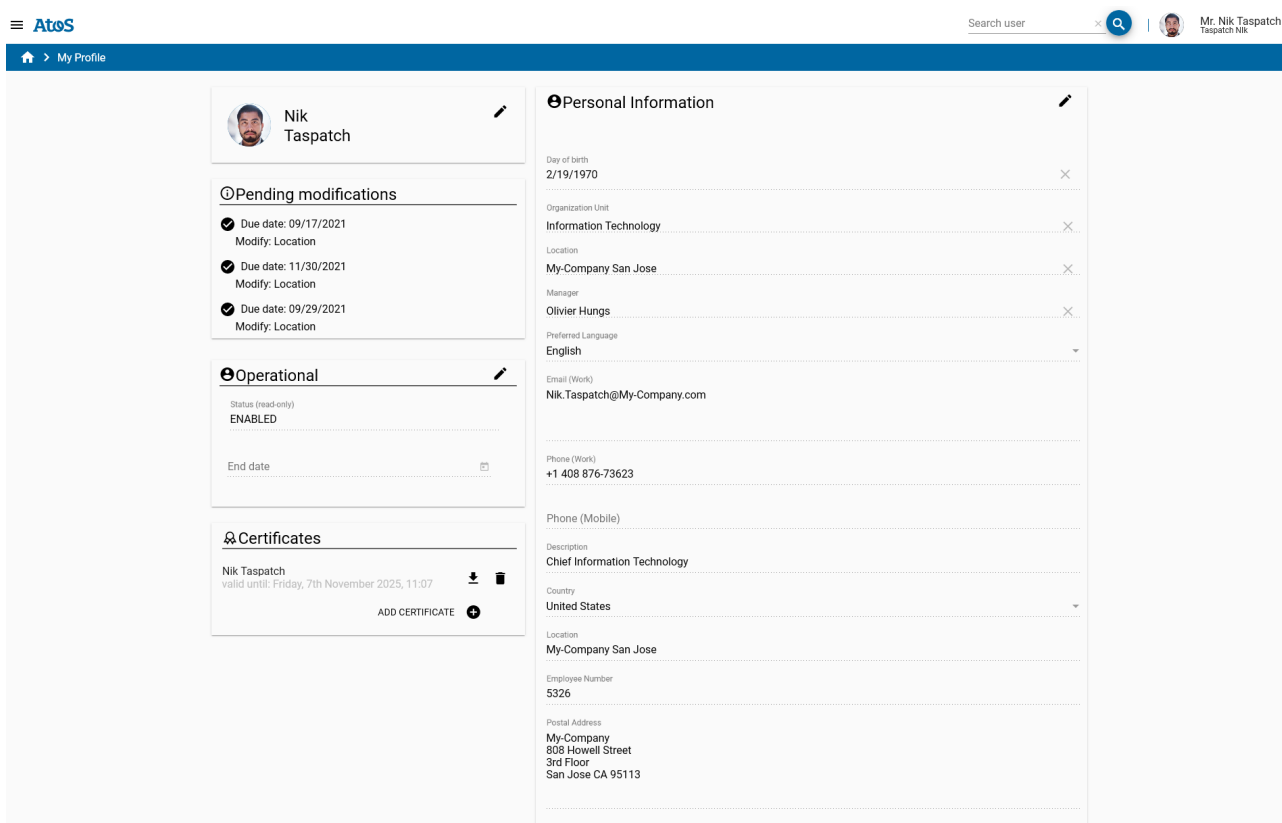 Atos
Search user
Mr. Nik Taspatch
Taspatch NIk
My Profile
Nik
Taspatch
Pending modifications
Due date: 09/17/2021
Modify: Location
Due date: 11/30/2021
Modify: Location
Due date: 09/29/2021
Modify: Location
Operational
Status (read-only)
ENABLED
End date
Certificates
Nik Taspatch
valid until: Friday, 7th November 2025, 11:07
ADD CERTIFICATE
Personal Information
Day of birth
2/19/1970
Organization Unit
Information Technology
Location
My-Company San Jose
Manager
Olivier Hungs
Preferred Language
English
Email (Work)
Nik.Taspatch@My-Company.com
Phone (Work)
+1 408 876-73623
Phone (Mobile)
Description
Chief Information Technology
Country
United States
Location
My-Company San Jose
Employee Number
5326
Postal Address
My-Company
808 Howell Street
3rd Floor
San Jose CA 95113